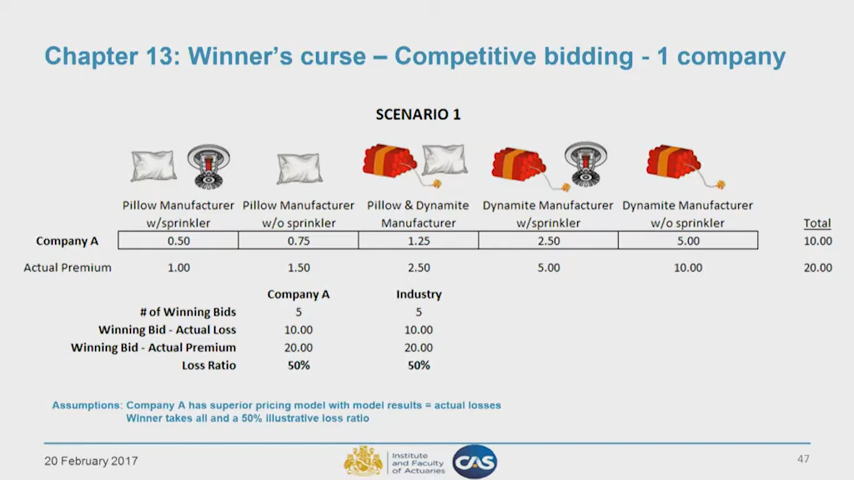 Chapter 13: Winner's curse – Competitive bidding - 1 company
SCENARIO 1
Pillow Manufacturer w/sprinkler
Pillow Manufacturer w/o sprinkler
Pillow & Dynamite Manufacturer
Dynamite Manufacturer w/sprinkler
Dynamite Manufacturer w/o sprinkler
Total
Company A 0.50 0.75 1.25 2.50 5.00 10.00
Actual Premium 1.00 1.50 2.50 5.00 10.00 20.00
Company A Industry
# of Winning Bids 5 5
Winning Bid - Actual Loss 10.00 10.00
Winning Bid - Actual Premium 20.00 20.00
Loss Ratio 50% 50%
Assumptions: Company A has superior pricing model with model results = actual losses
Winner takes all and a 50% illustrative loss ratio
20 February 2017
Institute
and Faculty
of Actuaries
CAS
47